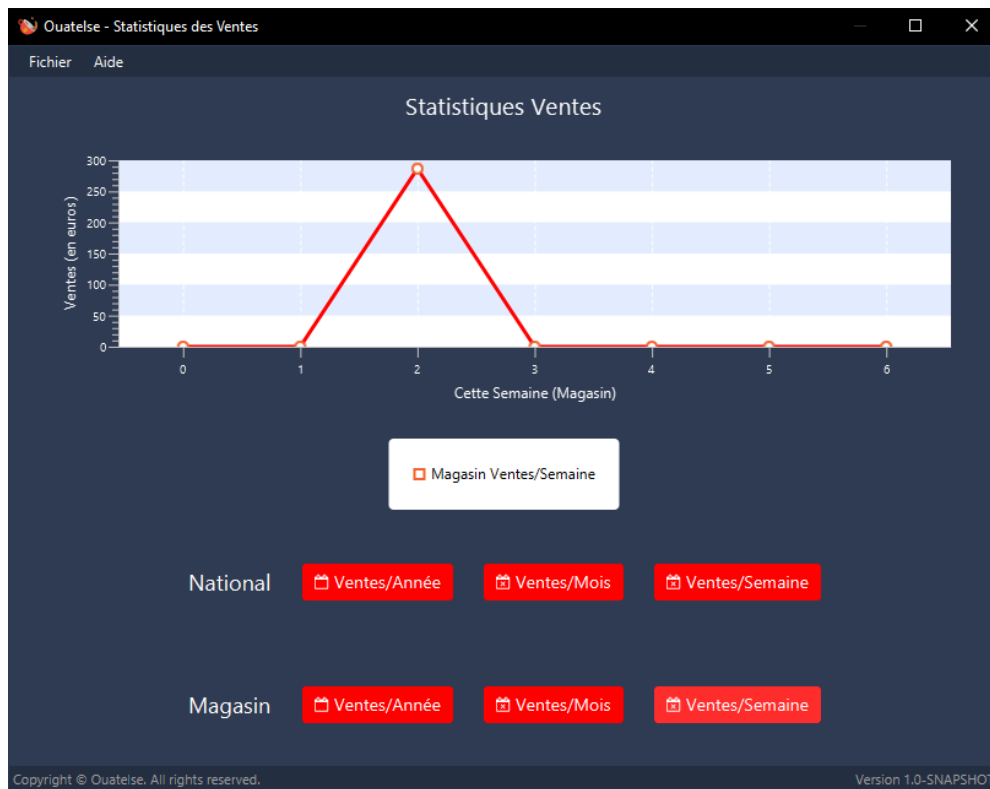 Ouatelse - Statistiques des Ventes
Fichier Aide
Statistiques Ventes
300
250
200
150
100
50
0
Ventes (en euros)
0 1 2 3 4 5 6
Cette Semaine (Magasin)
Magasin Ventes/Semaine
National Ventes/Année Ventes/Mois Ventes/Semaine
Magasin Ventes/Année Ventes/Mois Ventes/Semaine
Copyright © Ouatelse. All rights reserved. Version 1.0-SNAPSHOT